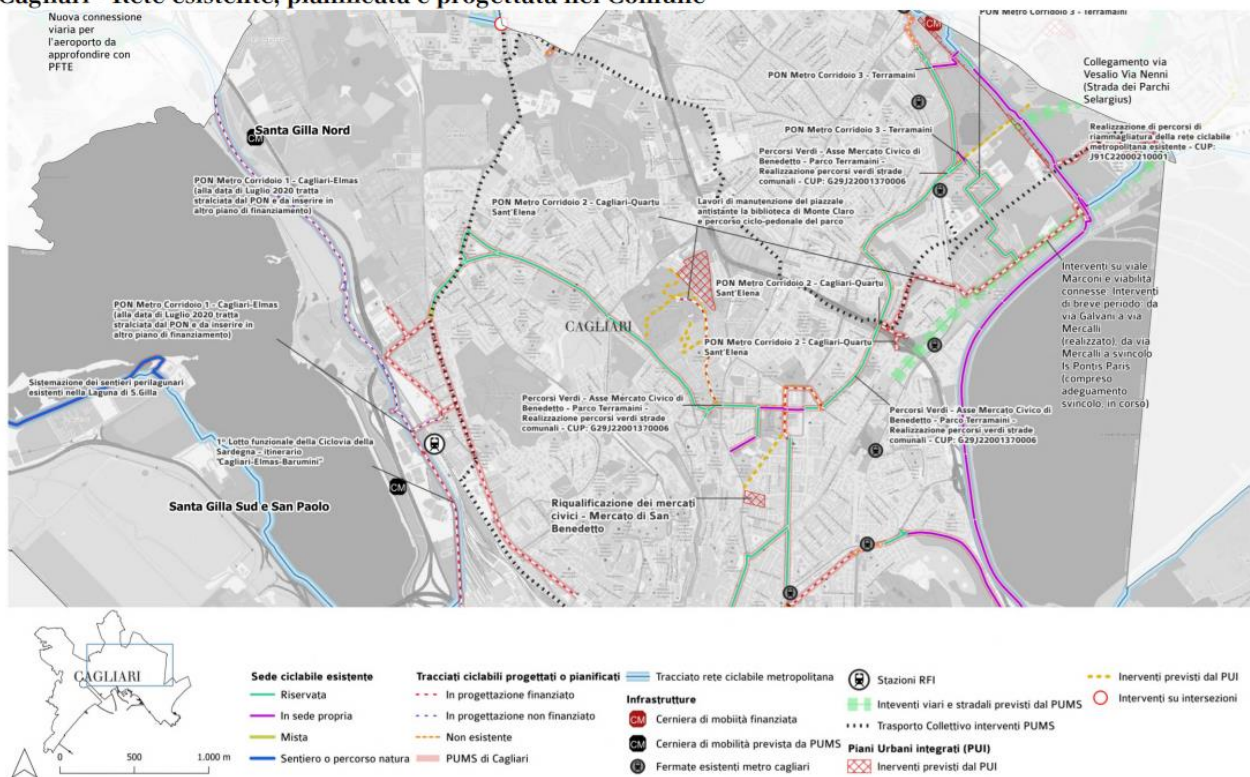 Cagliari - Rete esistente, pianificata e progettata nel Comune
Nuova connessione
viaria per
l'aeroporto da
approfondire con
PFTE
PON Metro Corridoio 3 - Terramaini
CM
PON Metro Corridoio 3 - Terramaini
Collegamento via
Vesalio Via Nenni
(Strada dei Parchi
Selargius)
CM
Santa Gilla Nord
PON Metro Corridoio 3 - Terramaini
Realizzazione di percorsi di
riammagliatura della rete ciclabile
metropolitana esistente - CUP:
J91C22000210001
Percorsi Verdi - Asse Mercato Civico di
Benedetto - Parco Terramaini -
Realizzazione percorsi verdi strade
comunali - CUP: G29J22001370006
PON Metro Corridoio 1 - Cagliari-Elmas
(alla data di Luglio 2020 tratta
stralciata dal PON e da inserire in
altro piano di finanziamento)
PON Metro Corridoio 2 - Cagliari-Quartu
Sant'Elena
Lavori di manutenzione del piazzale
antistante la biblioteca di Monte Claro
e percorso ciclo-pedonale del parco
Interventi su viale
Marconi e viabilità
connesse. Interventi
di breve periodo: da
via Galvani a via
Mercalli
(realizzato), da via
Mercalli a svincolo
Is Pontis Paris
(compreso
adeguamento
svincolo, in corso)
PON Metro Corridoio 2 - Cagliari-Quartu
Sant'Elena
PON Metro Corridoio 1 - Cagliari-Elmas
(alla data di Luglio 2020 tratta
stralciata dal PON e da inserire in
altro piano di finanziamento)
CAGLIARI
PON Metro Corridoio 2 - Cagliari-Quartu
Sant'Elena
Sistemazione dei sentieri perilagunari
esistenti nella Laguna di S.Gilla
Percorsi Verdi - Asse Mercato Civico di
Benedetto - Parco Terramaini -
Realizzazione percorsi verdi strade
comunali - CUP: G29J22001370006
Percorsi Verdi - Asse Mercato Civico di
Benedetto - Parco Terramaini -
Realizzazione percorsi verdi strade
comunali - CUP: G29J22001370006
1° Lotto funzionale della Ciclovia della
Sardegna - itinerario
"Cagliari-Elmas-Barumini"
CM
Santa Gilla Sud e San Paolo
Riqualificazione dei mercati
civici - Mercato di San
Benedetto
CAGLIARI
0 500 1.000 m
Sede ciclabile esistente
Riservata
In sede propria
Mista
Sentiero o percorso natura
Tracciati ciclabili progettati o pianificati
In progettazione finanziato
In progettazione non finanziato
Non esistente
PUMS di Cagliari
Tracciato rete ciclabile metropolitana
Infrastrutture
CM Cerniera di mobiltà finanziata
CM Cerniera di mobilità prevista da PUMS
Fermate esistenti metro cagliari
Stazioni RFI
Inteventi viari e stradali previsti dal PUMS
Trasporto Collettivo interventi PUMS
Piani Urbani integrati (PUI)
Inerventi previsti dal PUI
Inerventi previsti dal PUI
Interventi su intersezioni